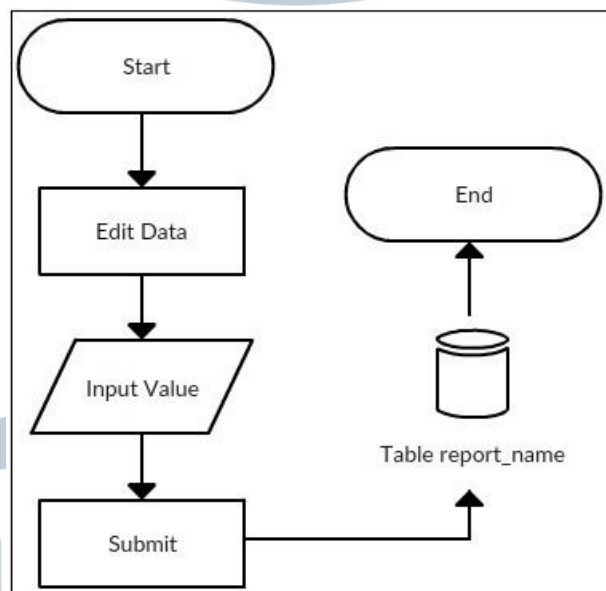 Start
Edit Data
Input Value
Submit
Table report_name
End